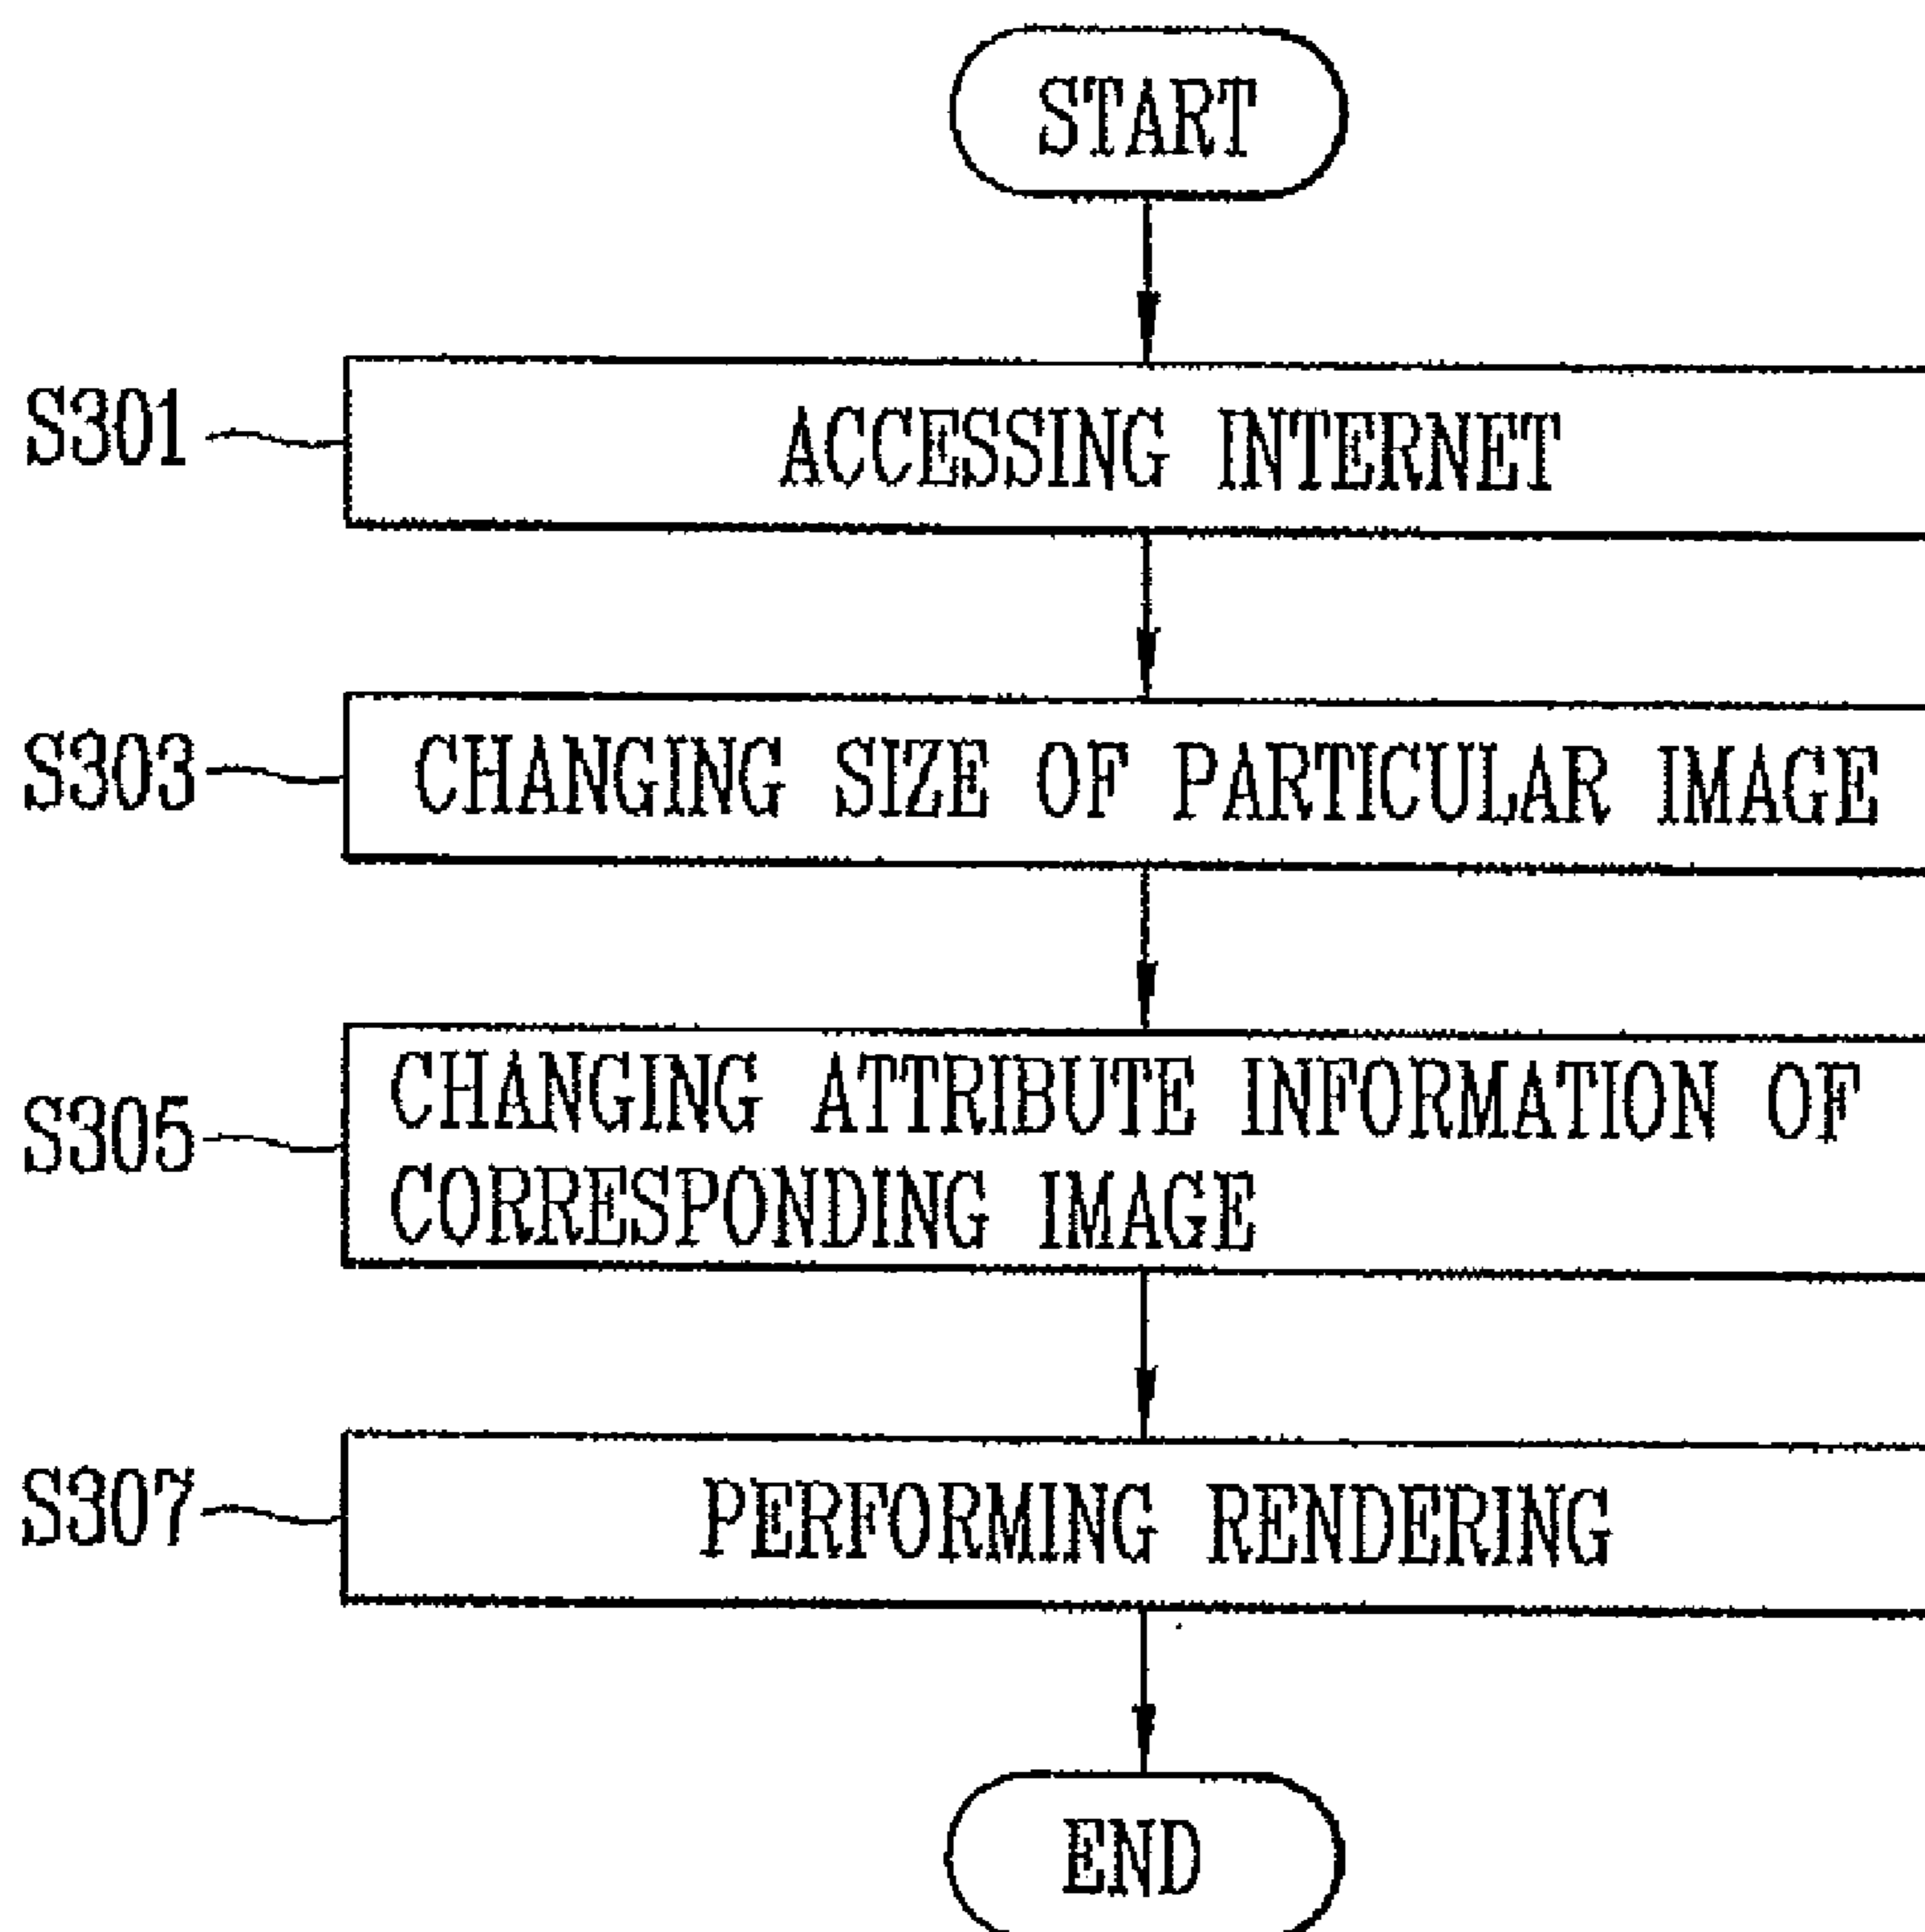 START
S301
ACCESSING INTERNET
S303
CHANGING SIZE OF PARTICULAR IMAGE
S305
CHANGING ATTRIBUTE INFORMATION OF
CORRESPONDING IMAGE
S307
PERFORMING RENDERING
END